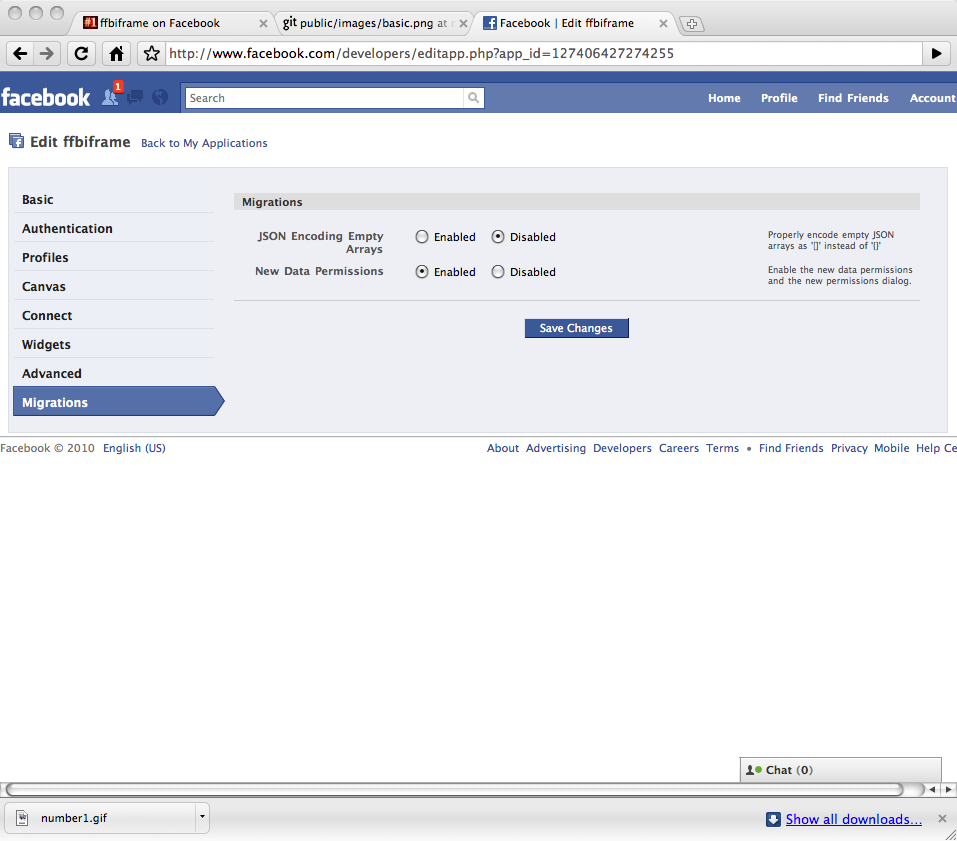 #1 ffbiframe on Facebook
git public/images/basic.png at
Facebook | Edit ffbiframe
http://www.facebook.com/developers/editapp.php?app_id=127406427274255
facebook
1
Search
Home Profile Find Friends Account
Edit ffbiframe Back to My Applications
Basic
Authentication
Profiles
Canvas
Connect
Widgets
Advanced
Migrations
Migrations
JSON Encoding Empty
Arrays
Enabled Disabled
Properly encode empty JSON
arrays as '[]' instead of '{}'
New Data Permissions
Enabled Disabled
Enable the new data permissions
and the new permissions dialog.
Save Changes
Facebook © 2010 English (US)
About Advertising Developers Careers Terms • Find Friends Privacy Mobile Help Ce
Chat (0)
number1.gif
Show all downloads...